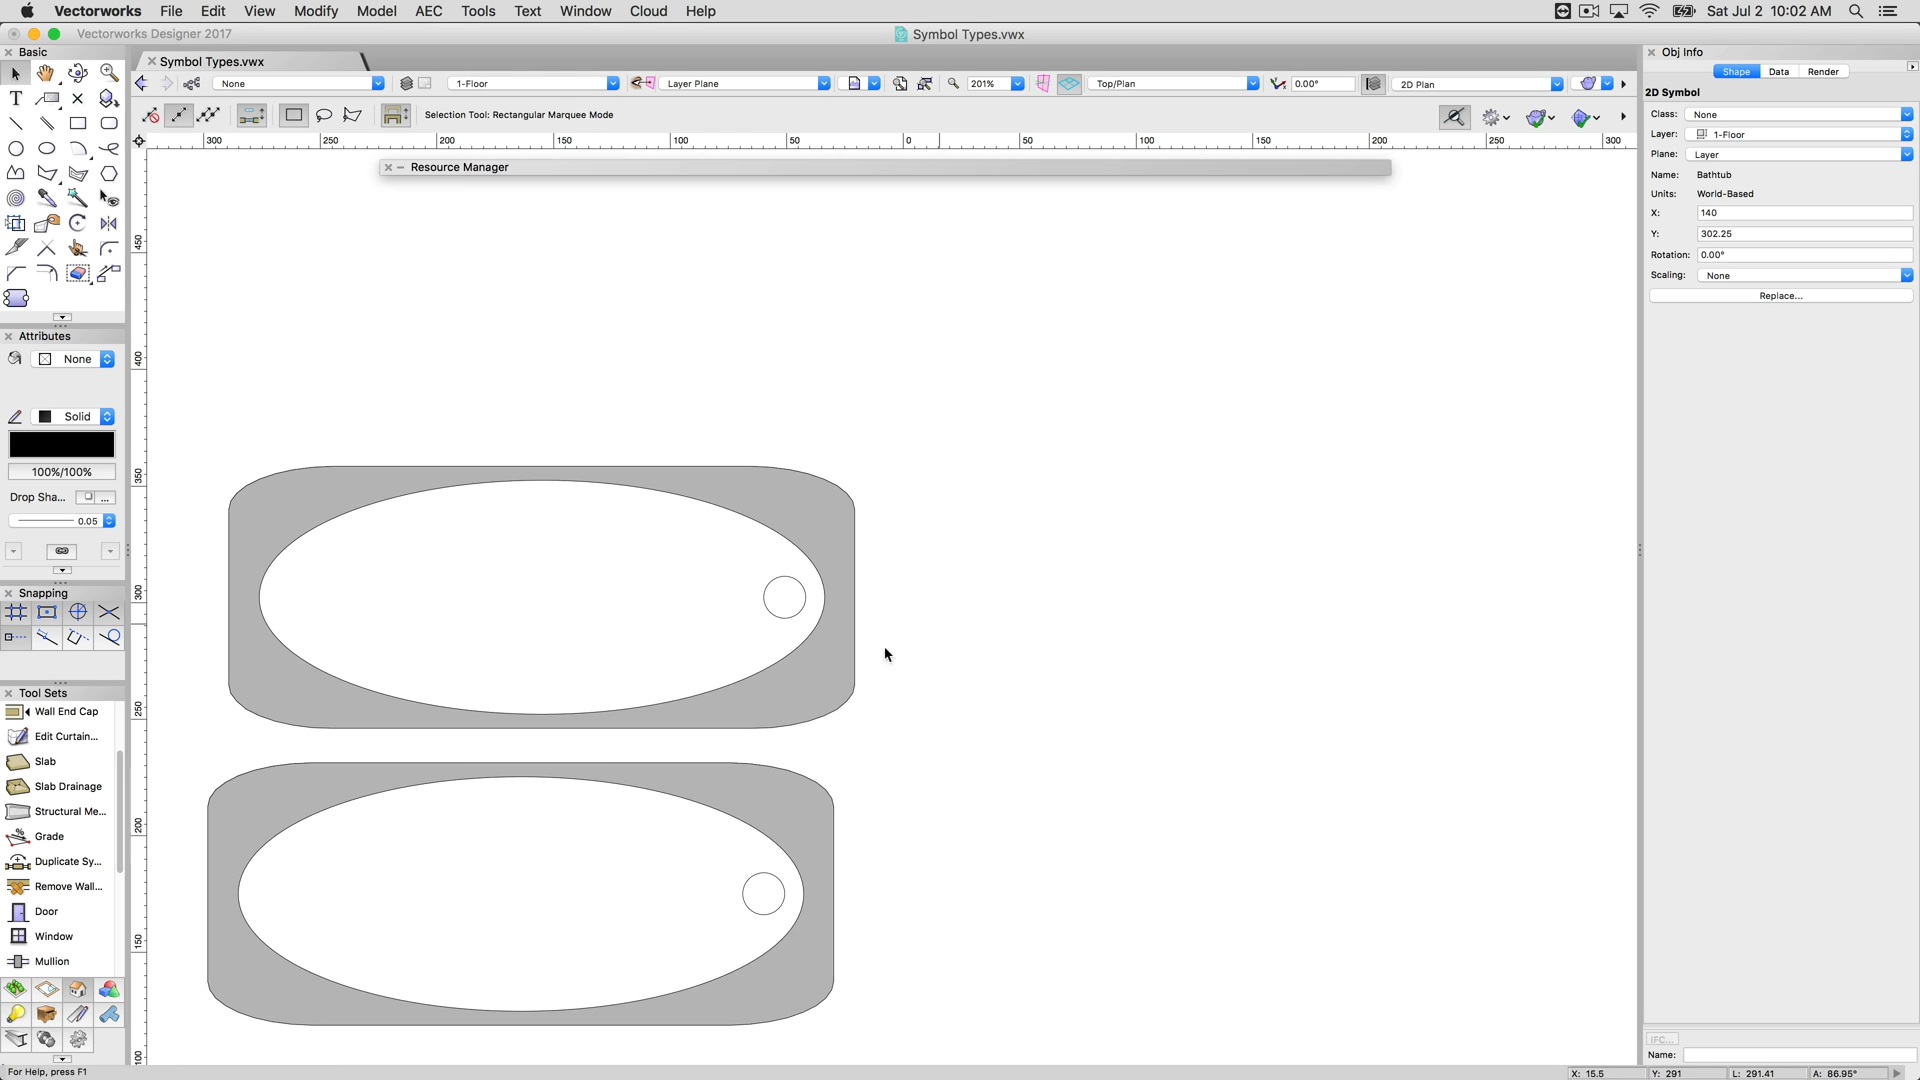 Vectorworks File Edit View Modify Model AEC Tools Text Window Cloud Help Sat Jul 2 10:02 AM
Vectorworks Designer 2017 Symbol Types.vwx
Basic
Symbol Types.vwx
None 1-Floor Layer Plane 201% Top/Plan 0.00° 2D Plan
Selection Tool: Rectangular Marquee Mode
300 250 200 150 100 50 0 50 100 150 200 250 300
Resource Manager
450
400
350
300
250
200
150
100
Attributes
None
Solid
100%/100%
Drop Sha... ...
0.05
Snapping
Tool Sets
Wall End Cap
Edit Curtain...
Slab
Slab Drainage
Structural Me...
Grade
Duplicate Sy...
Remove Wall...
Door
Window
Mullion
Obj Info
Shape Data Render
2D Symbol
Class: None
Layer: 1-Floor
Plane: Layer
Name: Bathtub
Units: World-Based
X: 140
Y: 302.25
Rotation: 0.00°
Scaling: None
Replace...
IFC...
Name:
For Help, press F1 X: 15.5 Y: 291 L: 291.41 A: 86.95°